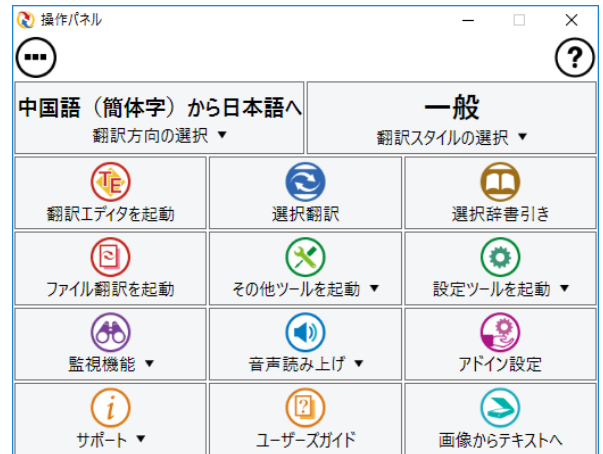 操作パネル
中国語（簡体字）から日本語へ
翻訳方向の選択 ▼
一般
翻訳スタイルの選択 ▼
TE
翻訳エディタを起動
選択翻訳
選択辞書引き
ファイル翻訳を起動
その他ツールを起動 ▼
設定ツールを起動 ▼
監視機能 ▼
音声読み上げ ▼
アドイン設定
サポート ▼
ユーザーズガイド
画像からテキストへ